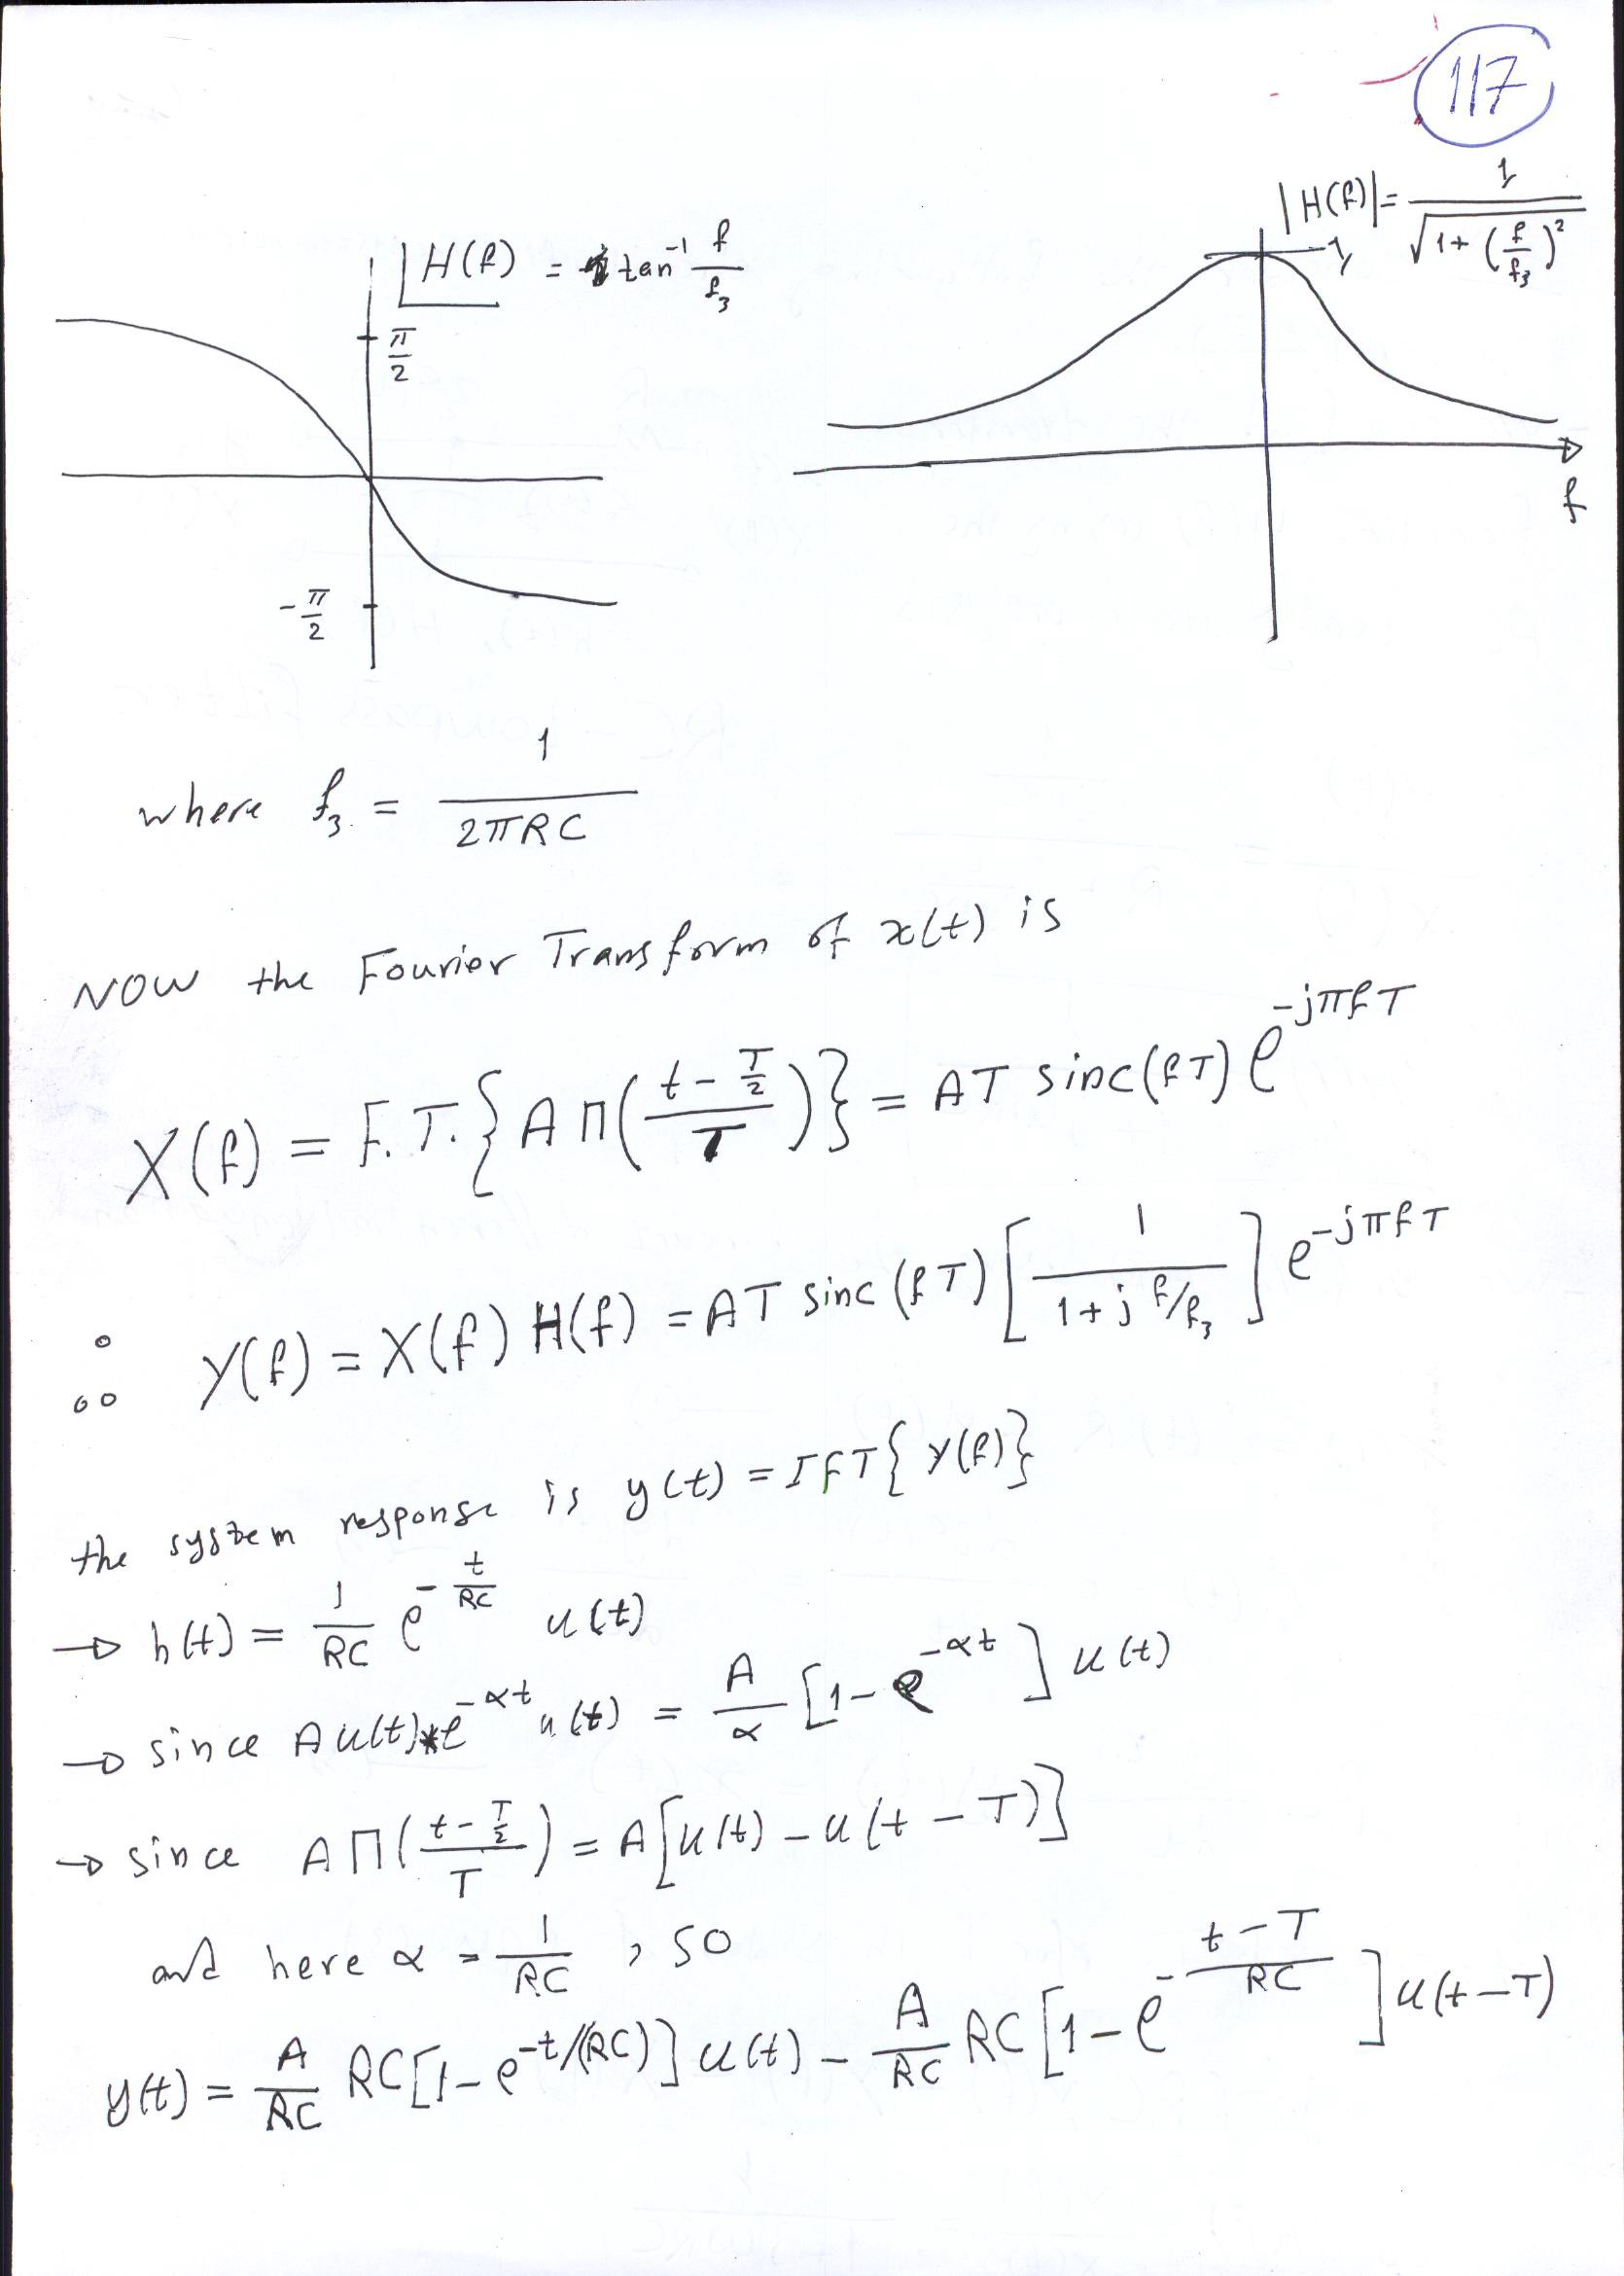 117
∠H(f) = tan⁻¹ f/f₃
π/2
-π/2
|H(f)| = 1/√(1+(f/f₃)²)
1
f
where f₃ = 1/(2πRC)
NOW the Fourier Transform of x(t) is
X(f) = F.T.{A Π((t - T/2)/T)} = AT sinc(fT) e^(-jπfT)
∴ Y(f) = X(f) H(f) = AT sinc(fT) [1/(1+j f/f₃)] e^(-jπfT)
the system response is y(t) = IFT{Y(f)}
→ h(t) = 1/RC e^(-t/RC) u(t)
→ since A u(t) * e^(-αt) u(t) = A/α [1 - e^(-αt)] u(t)
→ since A Π((t - T/2)/T) = A[u(t) - u(t - T)]
and here α = 1/RC , so
y(t) = A/RC RC[1 - e^(-t/(RC))] u(t) - A/RC RC[1 - e^(-(t-T)/RC)] u(t-T)